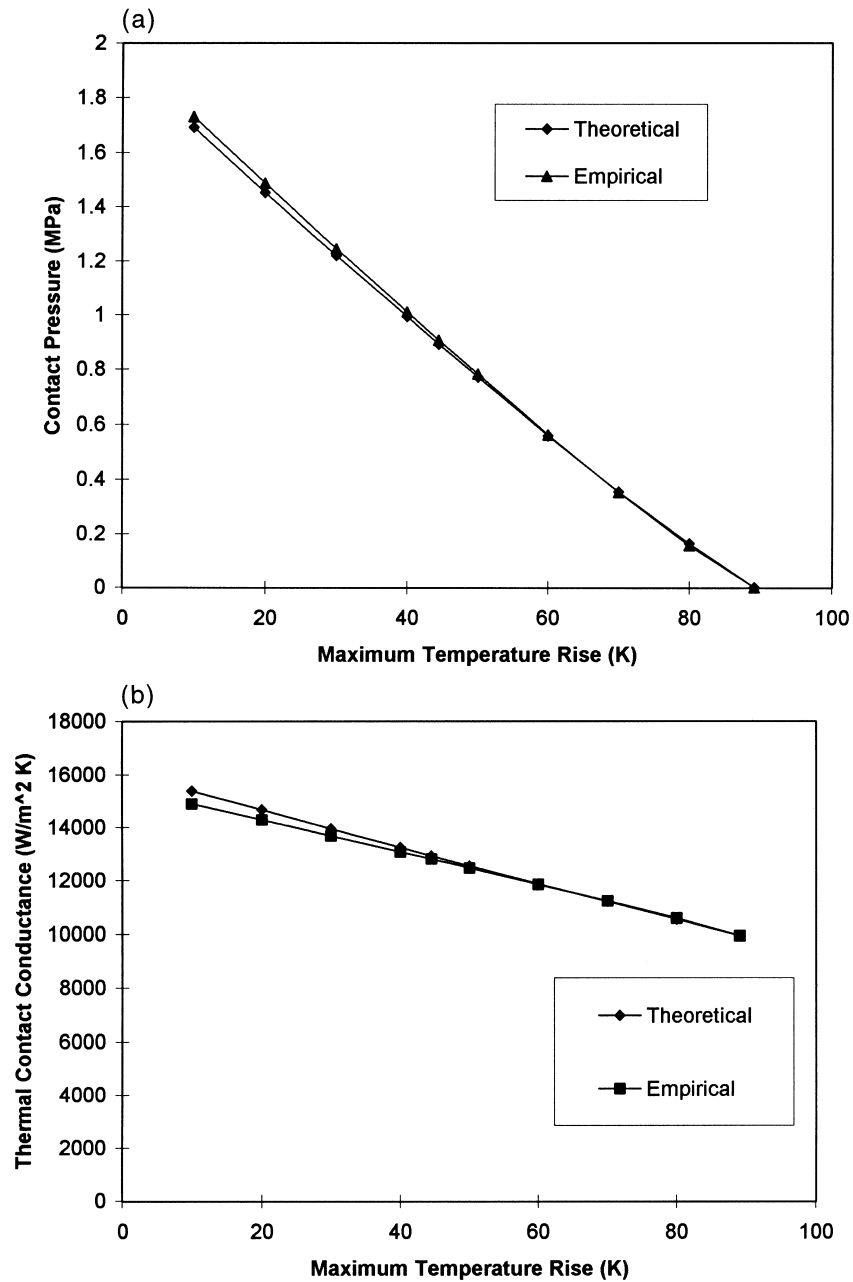 (a)
2
1.8
1.6
1.4
1.2
1
0.8
0.6
0.4
0.2
0
Contact Pressure (MPa)
Theoretical
Empirical
0 20 40 60 80 100
Maximum Temperature Rise (K)
(b)
18000
16000
14000
12000
10000
8000
6000
4000
2000
0
Thermal Contact Conductance (W/m^2 K)
Theoretical
Empirical
0 20 40 60 80 100
Maximum Temperature Rise (K)